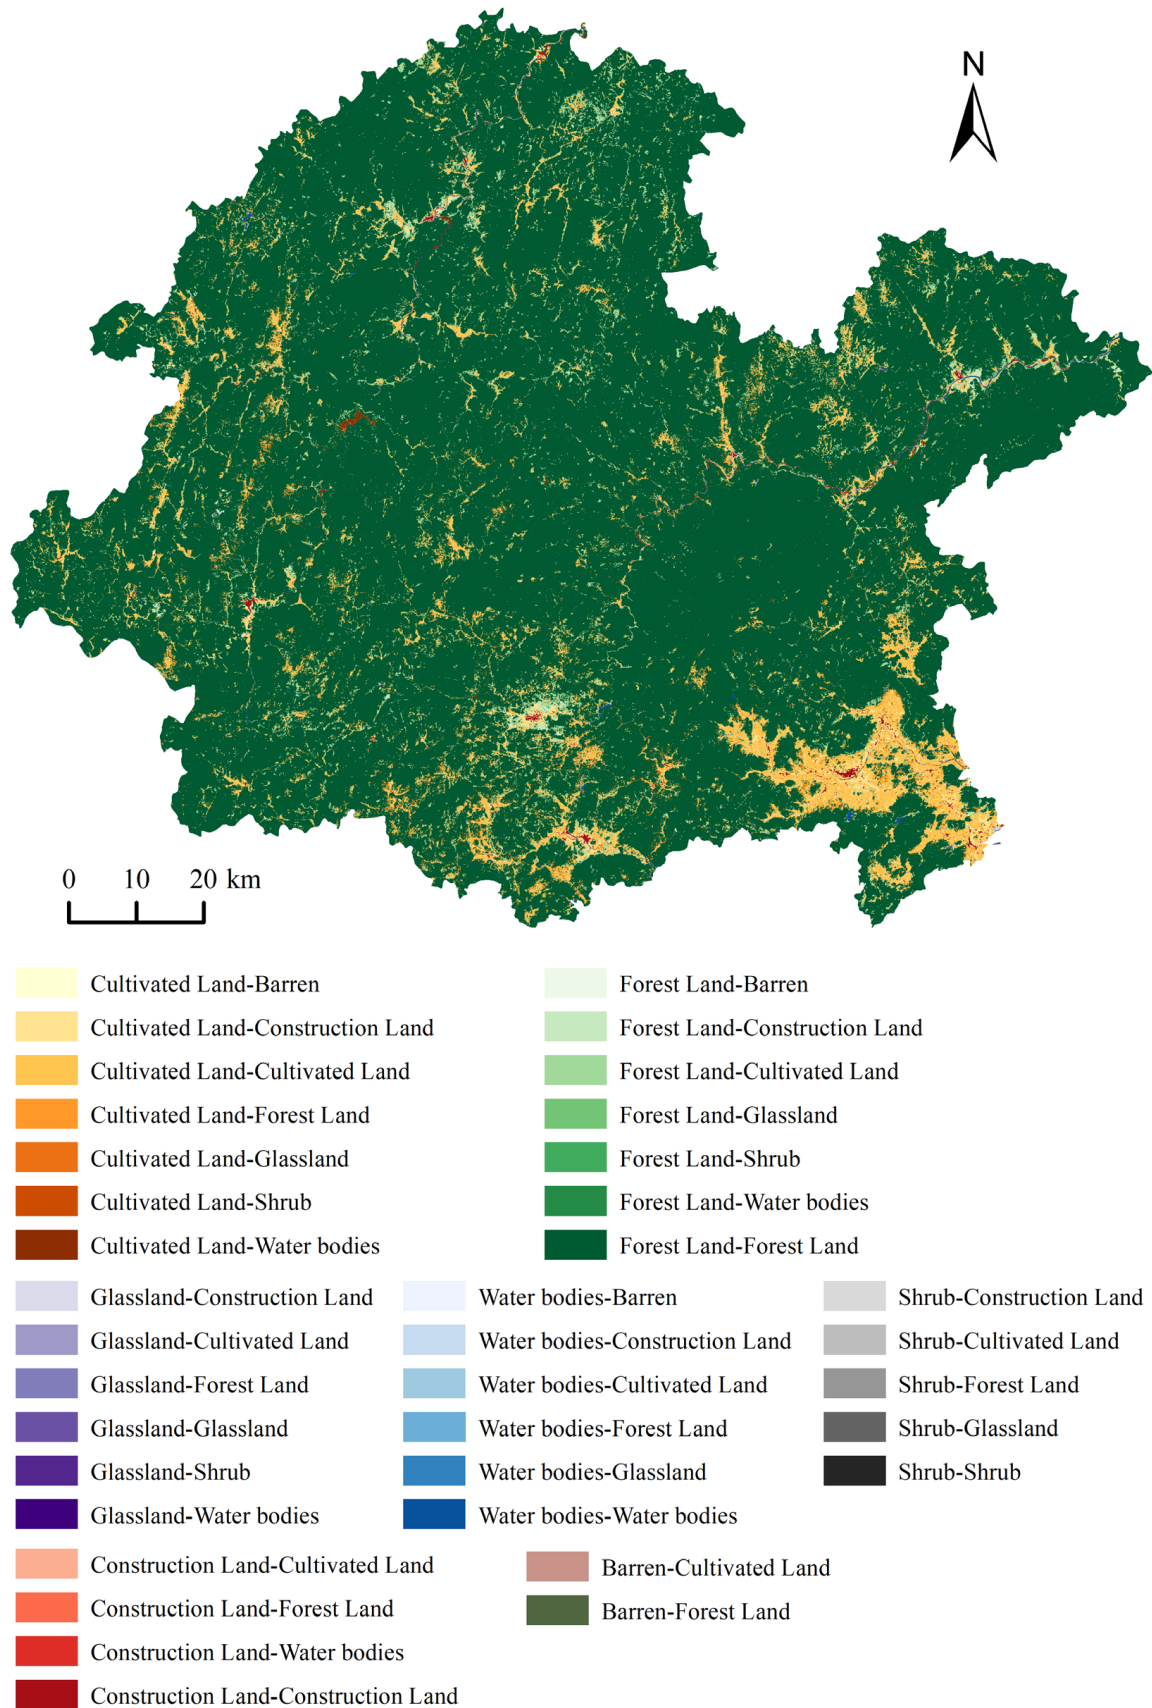 N
0 10 20 km
Cultivated Land-Barren
Forest Land-Barren
Cultivated Land-Construction Land
Forest Land-Construction Land
Cultivated Land-Cultivated Land
Forest Land-Cultivated Land
Cultivated Land-Forest Land
Forest Land-Glassland
Cultivated Land-Glassland
Forest Land-Shrub
Cultivated Land-Shrub
Forest Land-Water bodies
Cultivated Land-Water bodies
Forest Land-Forest Land
Glassland-Construction Land
Water bodies-Barren
Shrub-Construction Land
Glassland-Cultivated Land
Water bodies-Construction Land
Shrub-Cultivated Land
Glassland-Forest Land
Water bodies-Cultivated Land
Shrub-Forest Land
Glassland-Glassland
Water bodies-Forest Land
Shrub-Glassland
Glassland-Shrub
Water bodies-Glassland
Shrub-Shrub
Glassland-Water bodies
Water bodies-Water bodies
Construction Land-Cultivated Land
Barren-Cultivated Land
Construction Land-Forest Land
Barren-Forest Land
Construction Land-Water bodies
Construction Land-Construction Land